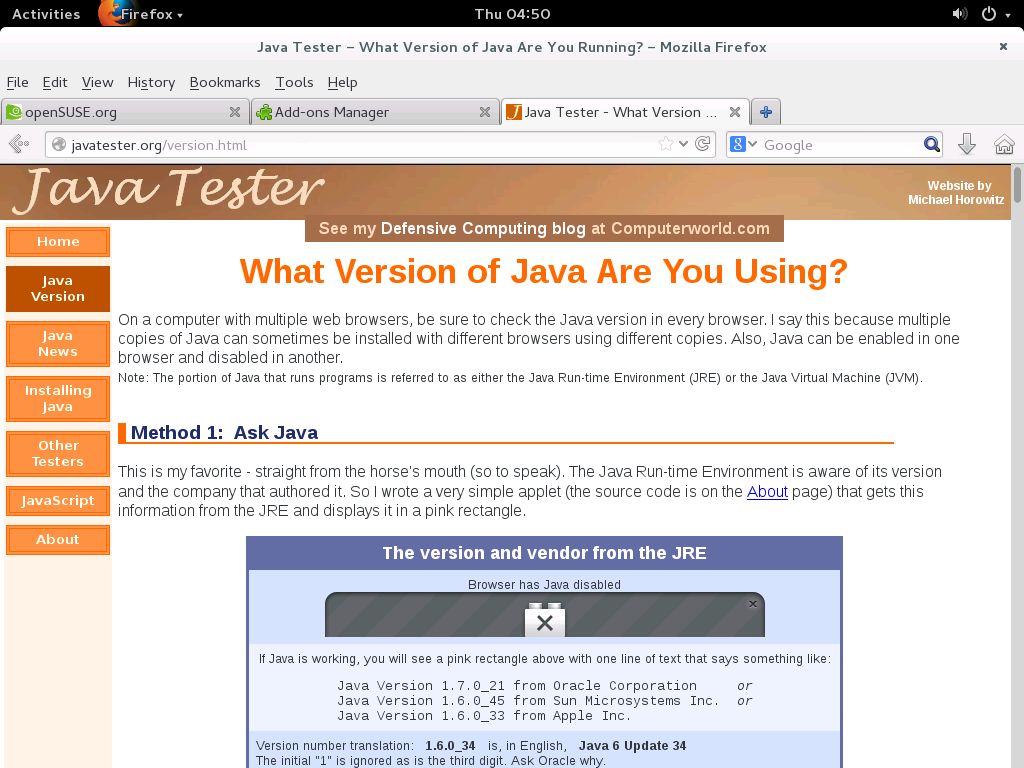 Activities Firefox Thu 04:50
Java Tester – What Version of Java Are You Running? – Mozilla Firefox
File Edit View History Bookmarks Tools Help
openSUSE.org Add-ons Manager Java Tester - What Version ...
javatester.org/version.html Google
Java Tester
Website by
Michael Horowitz
See my Defensive Computing blog at Computerworld.com
Home
Java
Version
Java
News
Installing
Java
Other
Testers
JavaScript
About
What Version of Java Are You Using?
On a computer with multiple web browsers, be sure to check the Java version in every browser. I say this because multiple
copies of Java can sometimes be installed with different browsers using different copies. Also, Java can be enabled in one
browser and disabled in another.
Note: The portion of Java that runs programs is referred to as either the Java Run-time Environment (JRE) or the Java Virtual Machine (JVM).
Method 1: Ask Java
This is my favorite - straight from the horse's mouth (so to speak). The Java Run-time Environment is aware of its version
and the company that authored it. So I wrote a very simple applet (the source code is on the About page) that gets this
information from the JRE and displays it in a pink rectangle.
The version and vendor from the JRE
Browser has Java disabled
If Java is working, you will see a pink rectangle above with one line of text that says something like:
Java Version 1.7.0_21 from Oracle Corporation or
Java Version 1.6.0_45 from Sun Microsystems Inc. or
Java Version 1.6.0_33 from Apple Inc.
Version number translation: 1.6.0_34 is, in English, Java 6 Update 34
The initial "1" is ignored as is the third digit. Ask Oracle why.